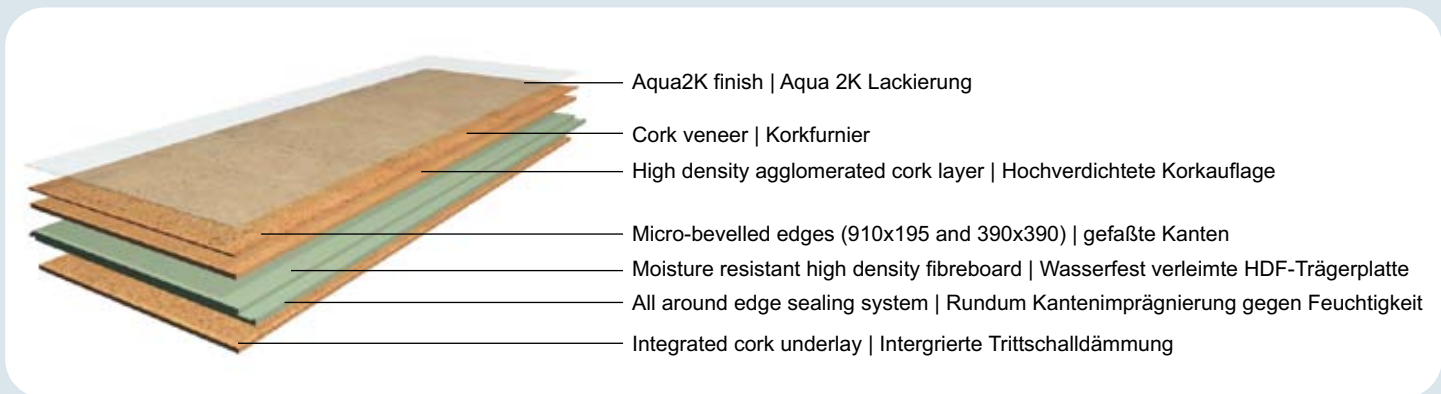 Aqua2K finish | Aqua 2K Lackierung
Cork veneer | Korkfurnier
High density agglomerated cork layer | Hochverdichtete Korkauflage
Micro-bevelled edges (910x195 and 390x390) | gefaßte Kanten
Moisture resistant high density fibreboard | Wasserfest verleimte HDF-Trägerplatte
All around edge sealing system | Rundum Kantenimprägnierung gegen Feuchtigkeit
Integrated cork underlay | Intergrierte Trittschalldämmung